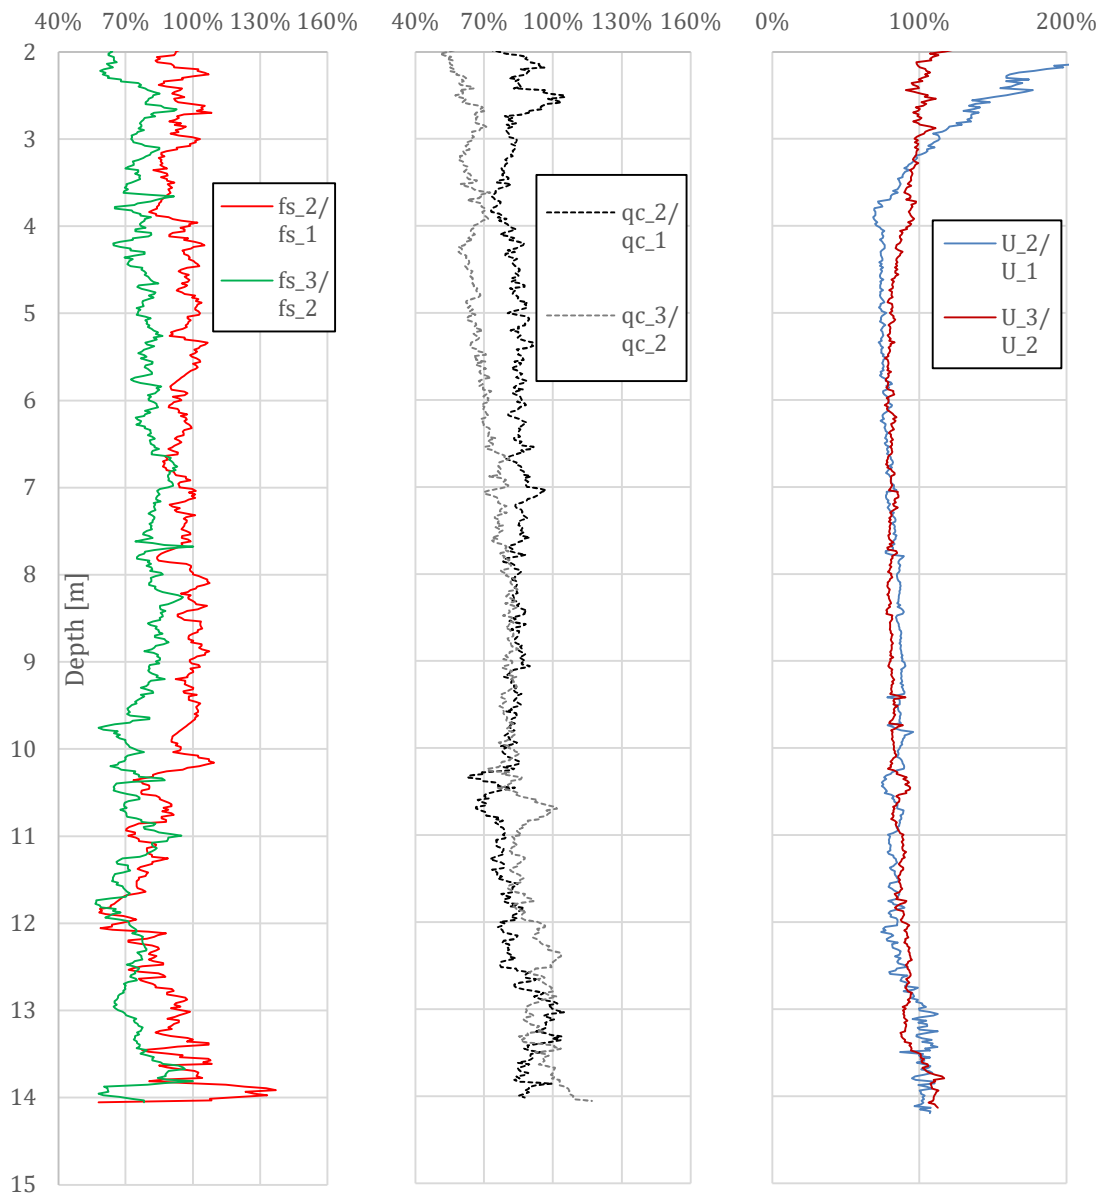 40% 70% 100% 130% 160% 40% 70% 100% 130% 160% 0% 100% 200%
2
3
4
5
6
7
8
9
10
11
12
13
14
15
Depth [m]
fs_2/
fs_1
fs_3/
fs_2
qc_2/
qc_1
qc_3/
qc_2
U_2/
U_1
U_3/
U_2